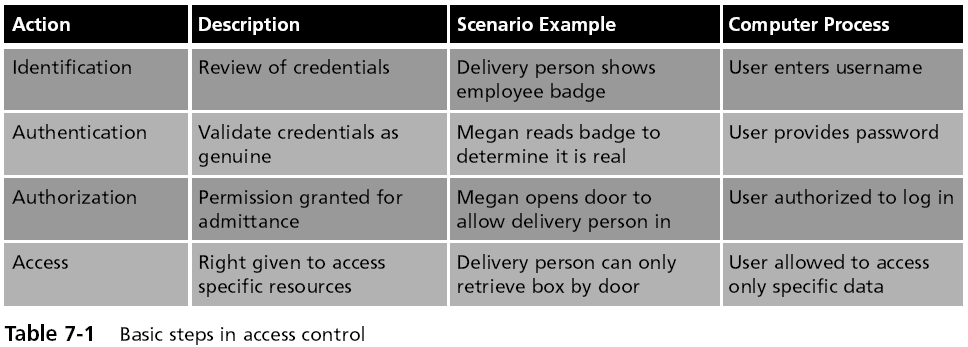 Action Description Scenario Example Computer Process
Identification Review of credentials Delivery person shows User enters username
employee badge
Authentication Validate credentials as Megan reads badge to User provides password
genuine determine it is real
Authorization Permission granted for Megan opens door to User authorized to log in
admittance allow delivery person in
Access Right given to access Delivery person can only User allowed to access
specific resources retrieve box by door only specific data
Table 7-1 Basic steps in access control